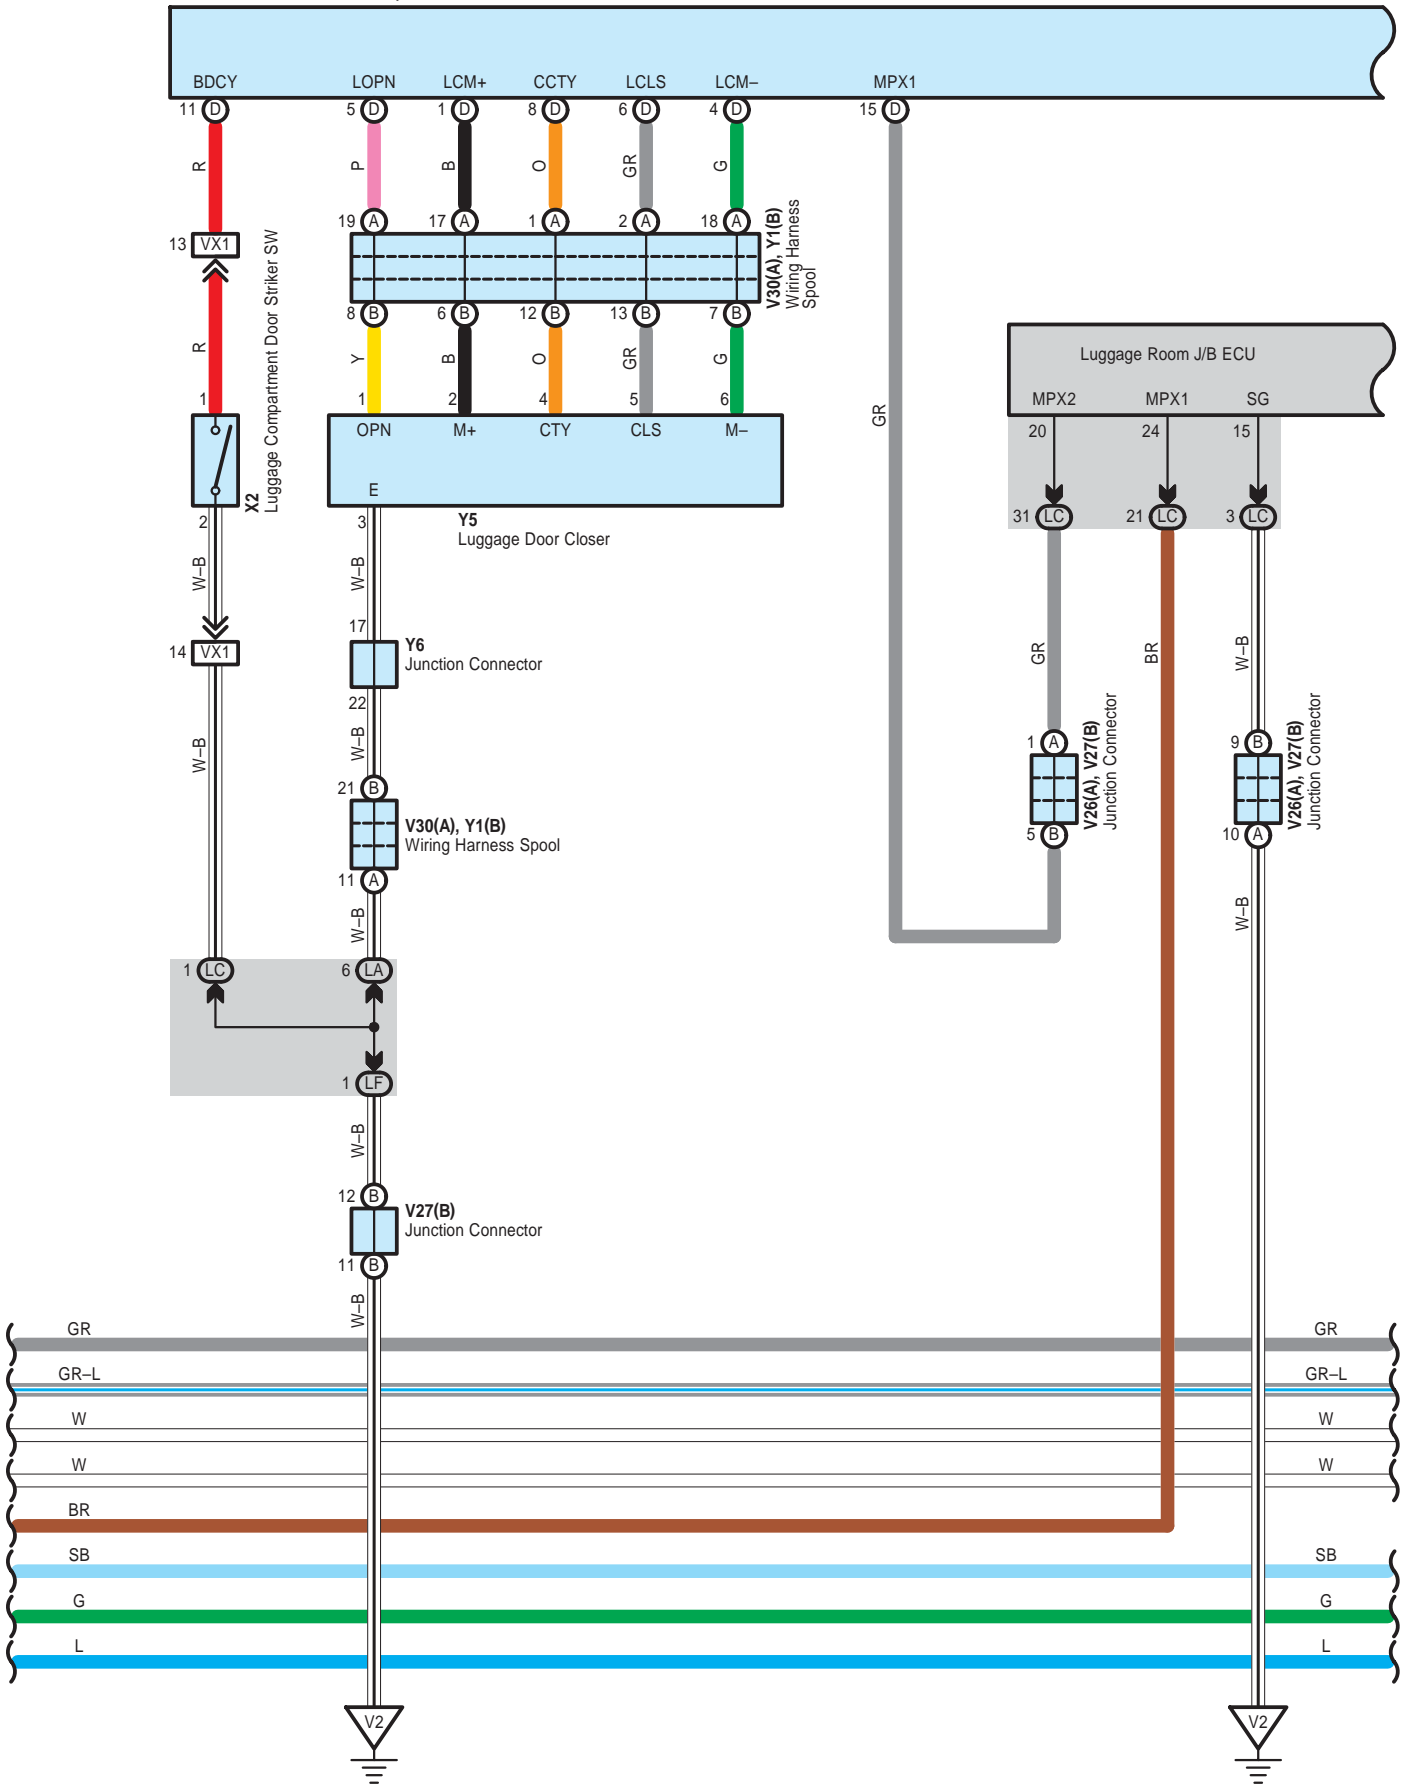 BDCY LOPN LCM+ CCTY LCLS LCM– MPX1
11 D 5 D 1 D 8 D 6 D 4 D 15 D
R P B O GR G
19 A 17 A 1 A 2 A 18 A
13 VX1
V30(A), Y1(B)
Wiring Harness
Spool
8 B 6 B 12 B 13 B 7 B
R Y B O GR G
Luggage Room J/B ECU
1 1 2 4 5 6
MPX2 MPX1 SG
GR
OPN M+ CTY CLS M–
20 24 15
E
X2
Luggage Compartment Door Striker SW
2 3
Y5
Luggage Door Closer
31 LC 21 LC 3 LC
W–B W–B
17
Y6
Junction Connector
14 VX1
GR BR W–B
22
W–B W–B
1 A 9 B
V26(A), V27(B)
Junction Connector
V26(A), V27(B)
Junction Connector
21 B
V30(A), Y1(B)
Wiring Harness Spool
5 B 10 A
11 A
W–B W–B
1 LC 6 LA
1 LF
W–B
12 B
V27(B)
Junction Connector
11 B
W–B
GR GR
GR–L GR–L
W W
W W
BR
SB SB
G G
L L
V2 V2